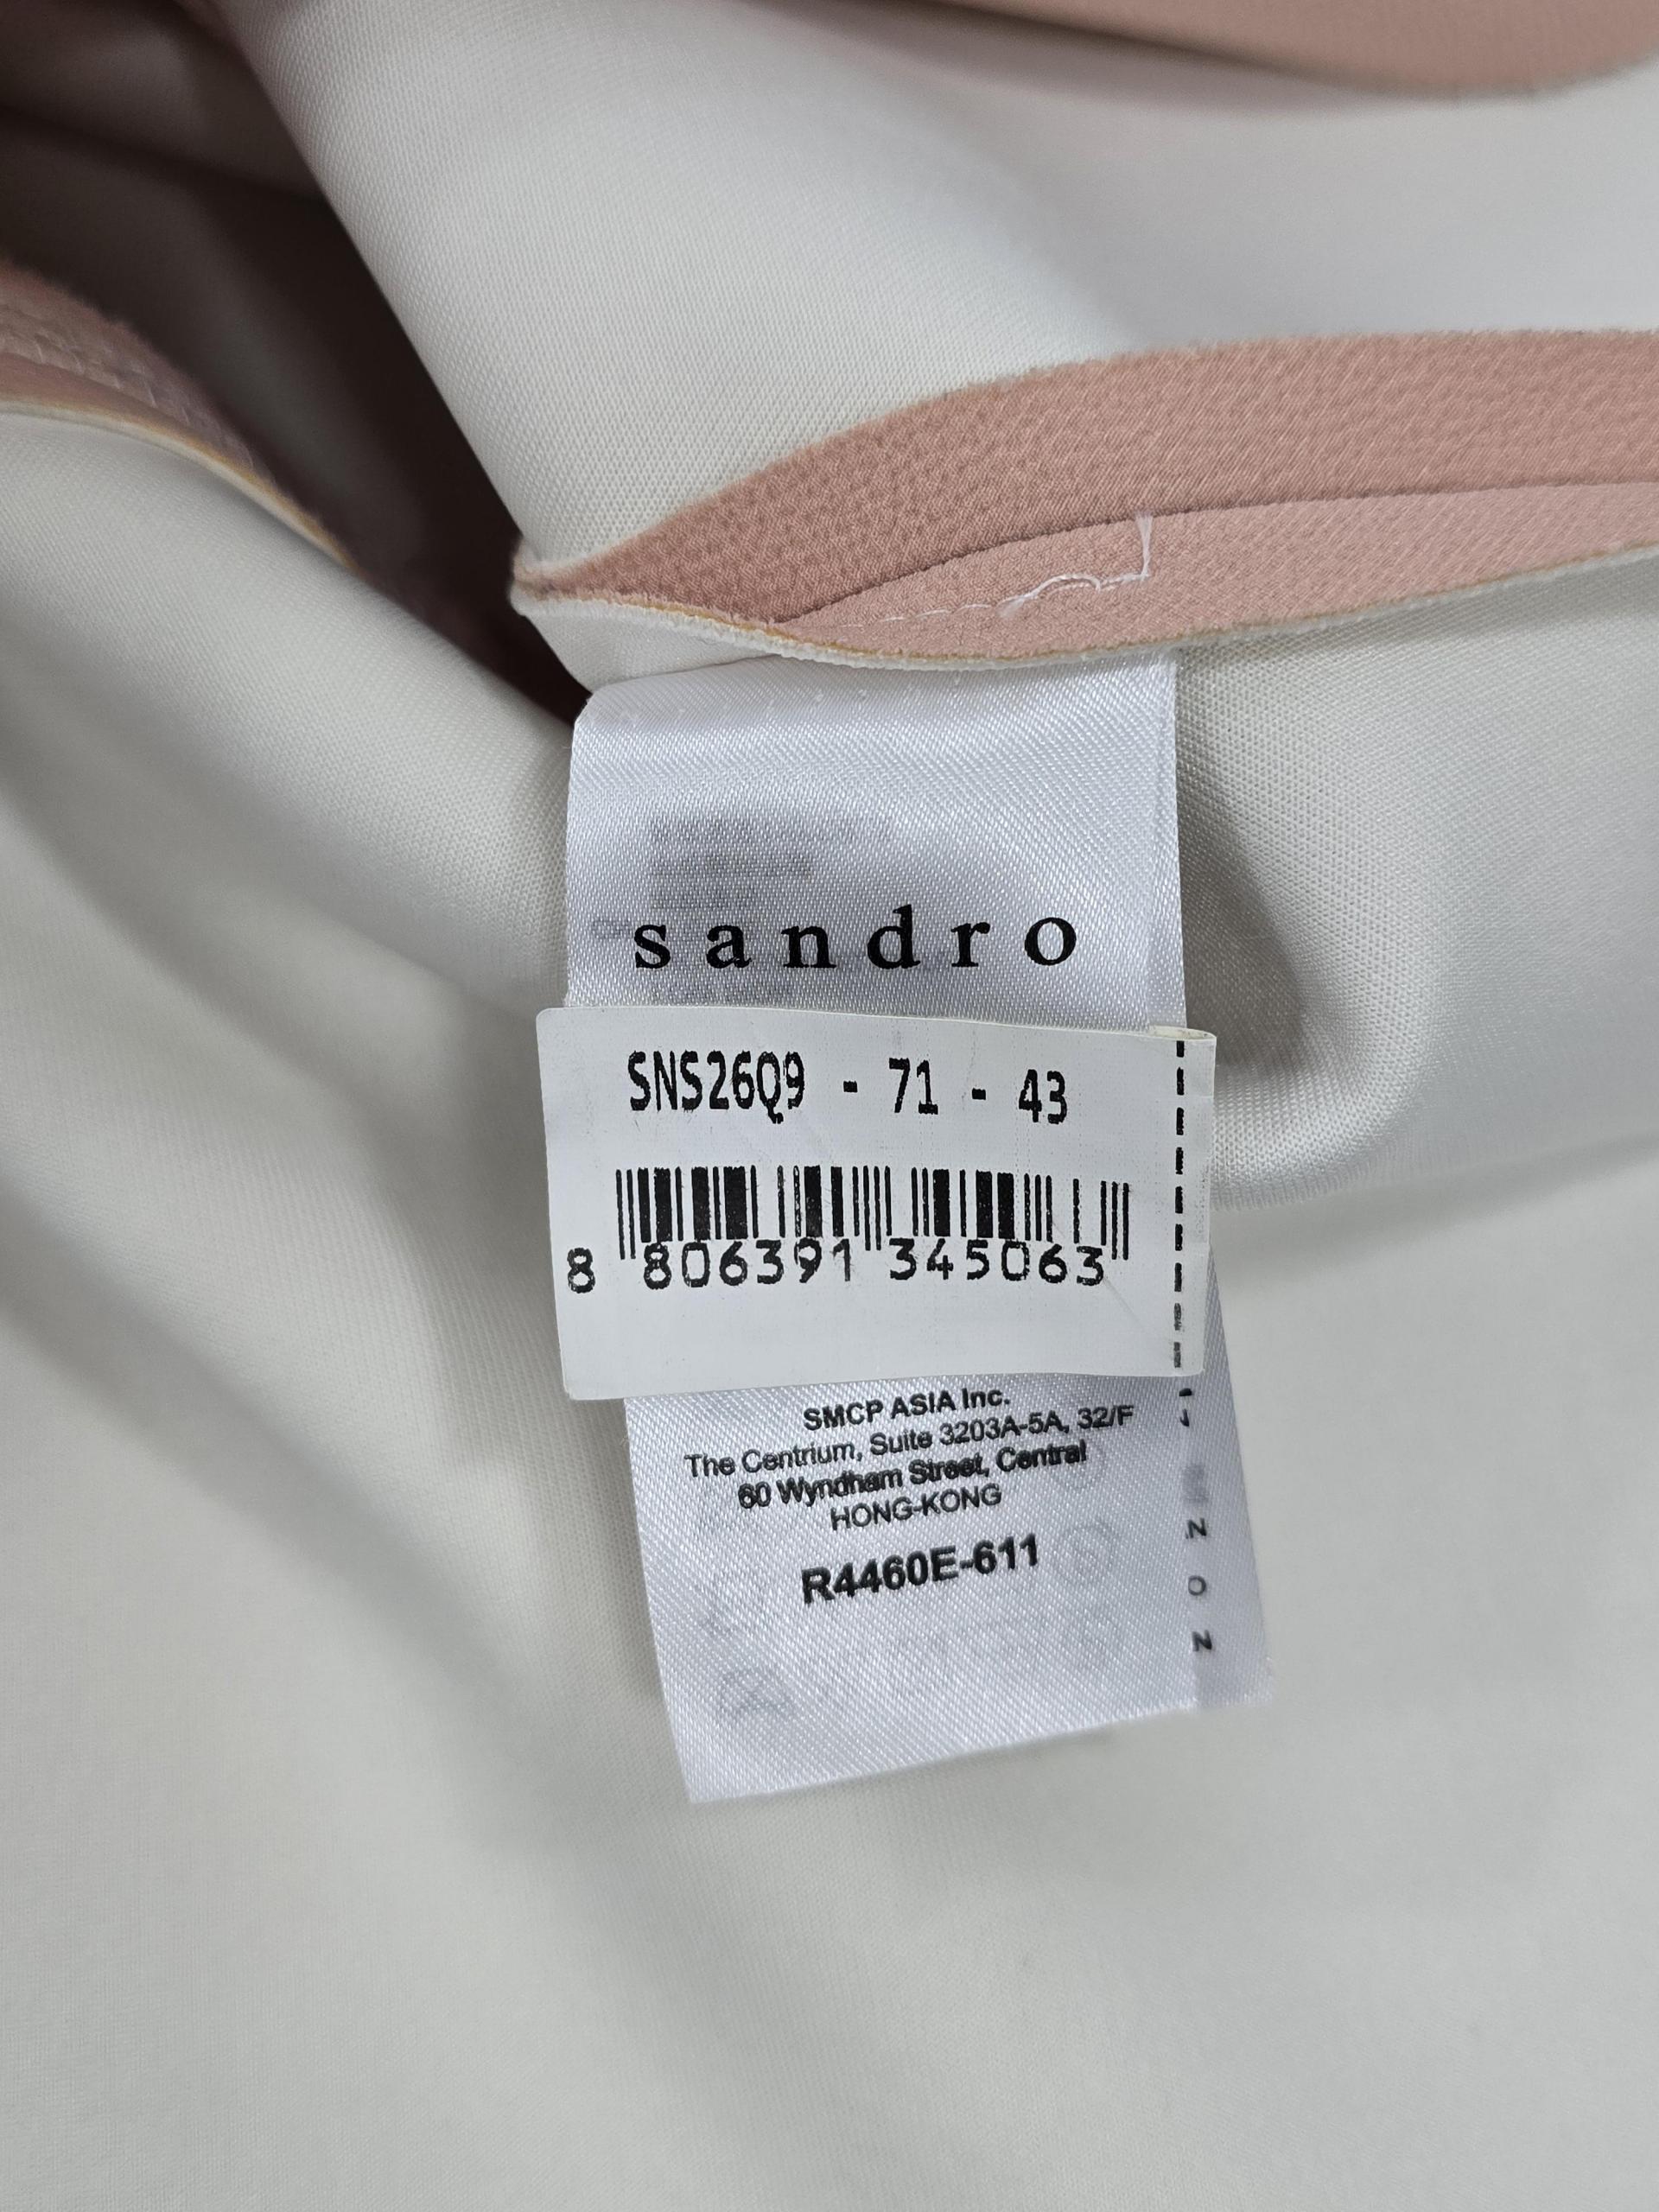 sandro
SNS26Q9 - 71 - 43
8 806391 345063
SMCP ASIA Inc.
The Centrium, Suite 3203A-5A, 32/F
60 Wyndham Street, Central
HONG-KONG
R4460E-611
N
O
N